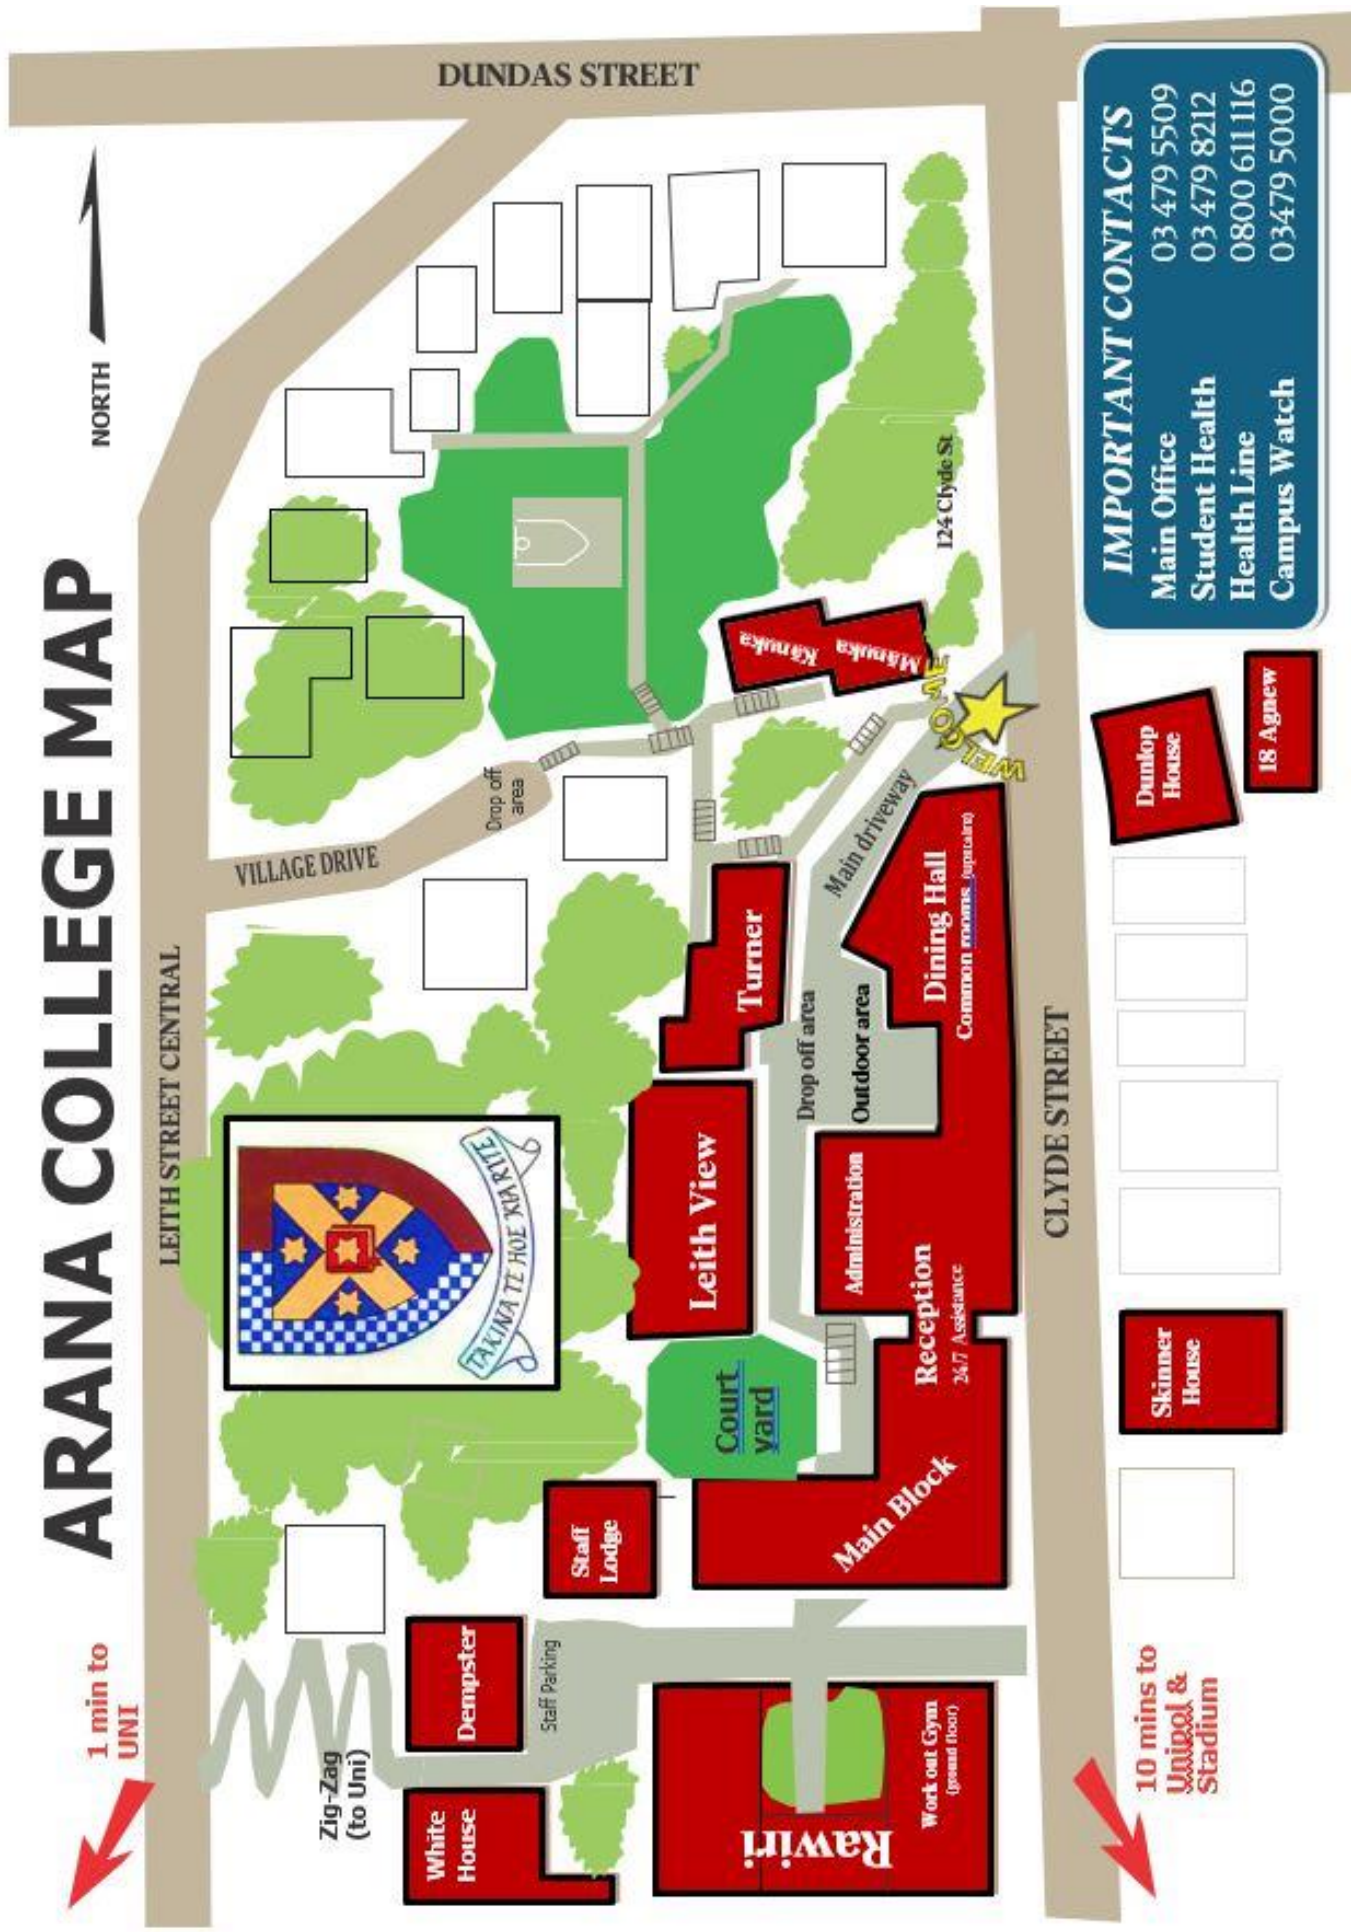 ARANA COLLEGE MAP
1 min to
UNI
NORTH
LEITH STREET CENTRAL
DUNDAS STREET
VILLAGE DRIVE
Drop off
area
TAKINA TE HOE KIA RITE
Zig-Zag
(to Uni)
White
House
Dempster
Staff Parking
Staff
Lodge
Court
yard
Leith View
Turner
Kānuka
Mānuka
124 Clyde St
WELCOME
Main driveway
Drop off area
Outdoor area
Dining Hall
Common rooms (upstairs)
Administration
Reception
24/7 Assistance
Main Block
Rawiri
Work out Gym
(ground floor)
CLYDE STREET
10 mins to
Unipol &
Stadium
Skinner
House
Dunlop
House
18 Agnew
IMPORTANT CONTACTS
Main Office 03 479 5509
Student Health 03 479 8212
Health Line 0800 611 116
Campus Watch 03479 5000